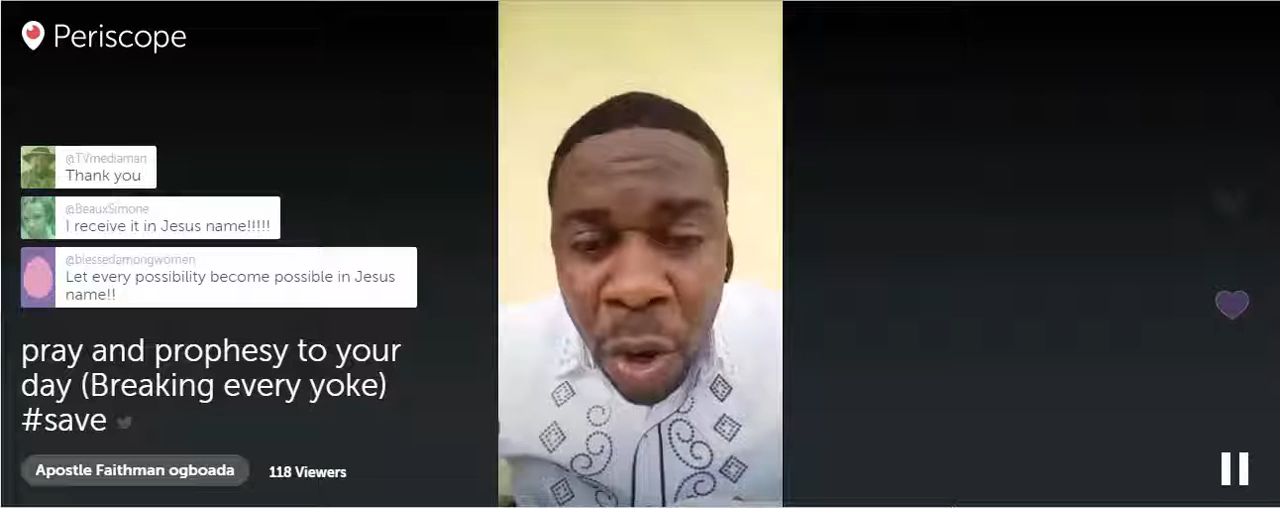 Periscope
@TVmediaman
Thank you
@BeauxSimone
I receive it in Jesus name!!!!!
@blessedamongwomen
Let every possibility become possible in Jesus
name!!
pray and prophesy to your
day (Breaking every yoke)
#save
Apostle Faithman ogboada
118 Viewers